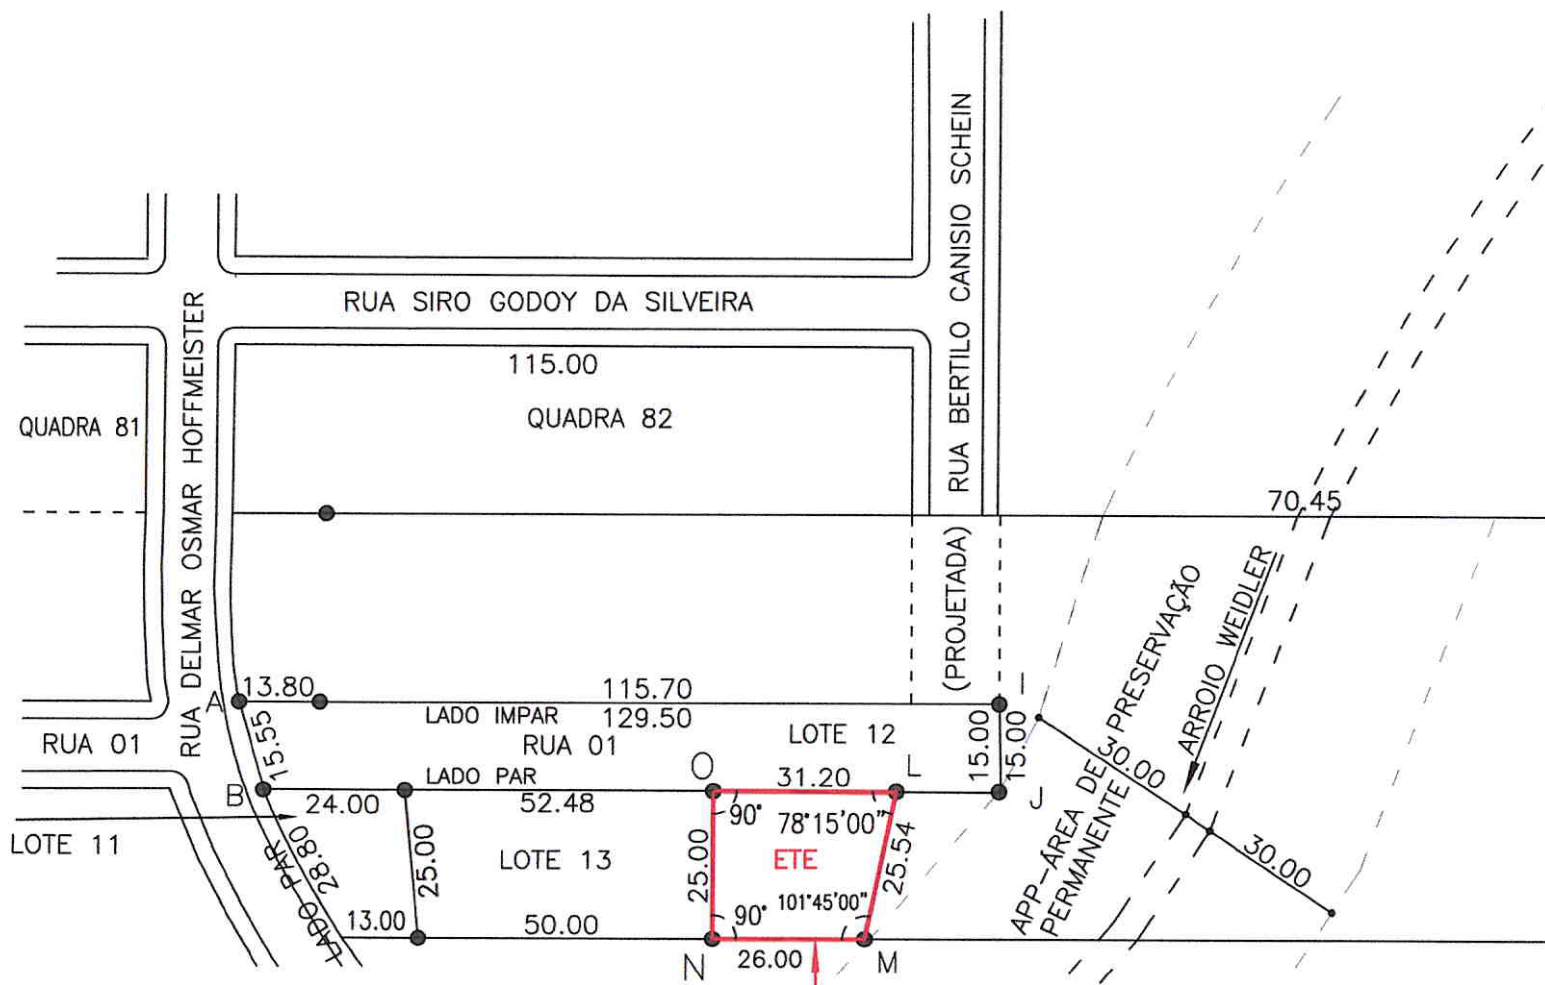 RUA BERTILO CANISIO SCHEIN
(PROJETADA)
RUA SIRO GODOY DA SILVEIRA
RUA DELMAR OSMAR HOFFMEISTER
115.00
QUADRA 81
QUADRA 82
70.45
APP-ÁREA DE PRESERVAÇÃO
PERMANENTE
ARROIO WEIDLER
30.00
30.00
A
13.80
115.70
I
LADO IMPAR
129.50
RUA 01
RUA 01
LOTE 12
15.00
15.00
15.55
LADO PAR
O
31.20
L
J
B
24.00
52.48
90°
78°15'00"
LOTE 11
28.80
LADO PAR
25.00
LOTE 13
25.00
ETE
25.54
101°45'00"
90°
13.00
50.00
N
26.00
M